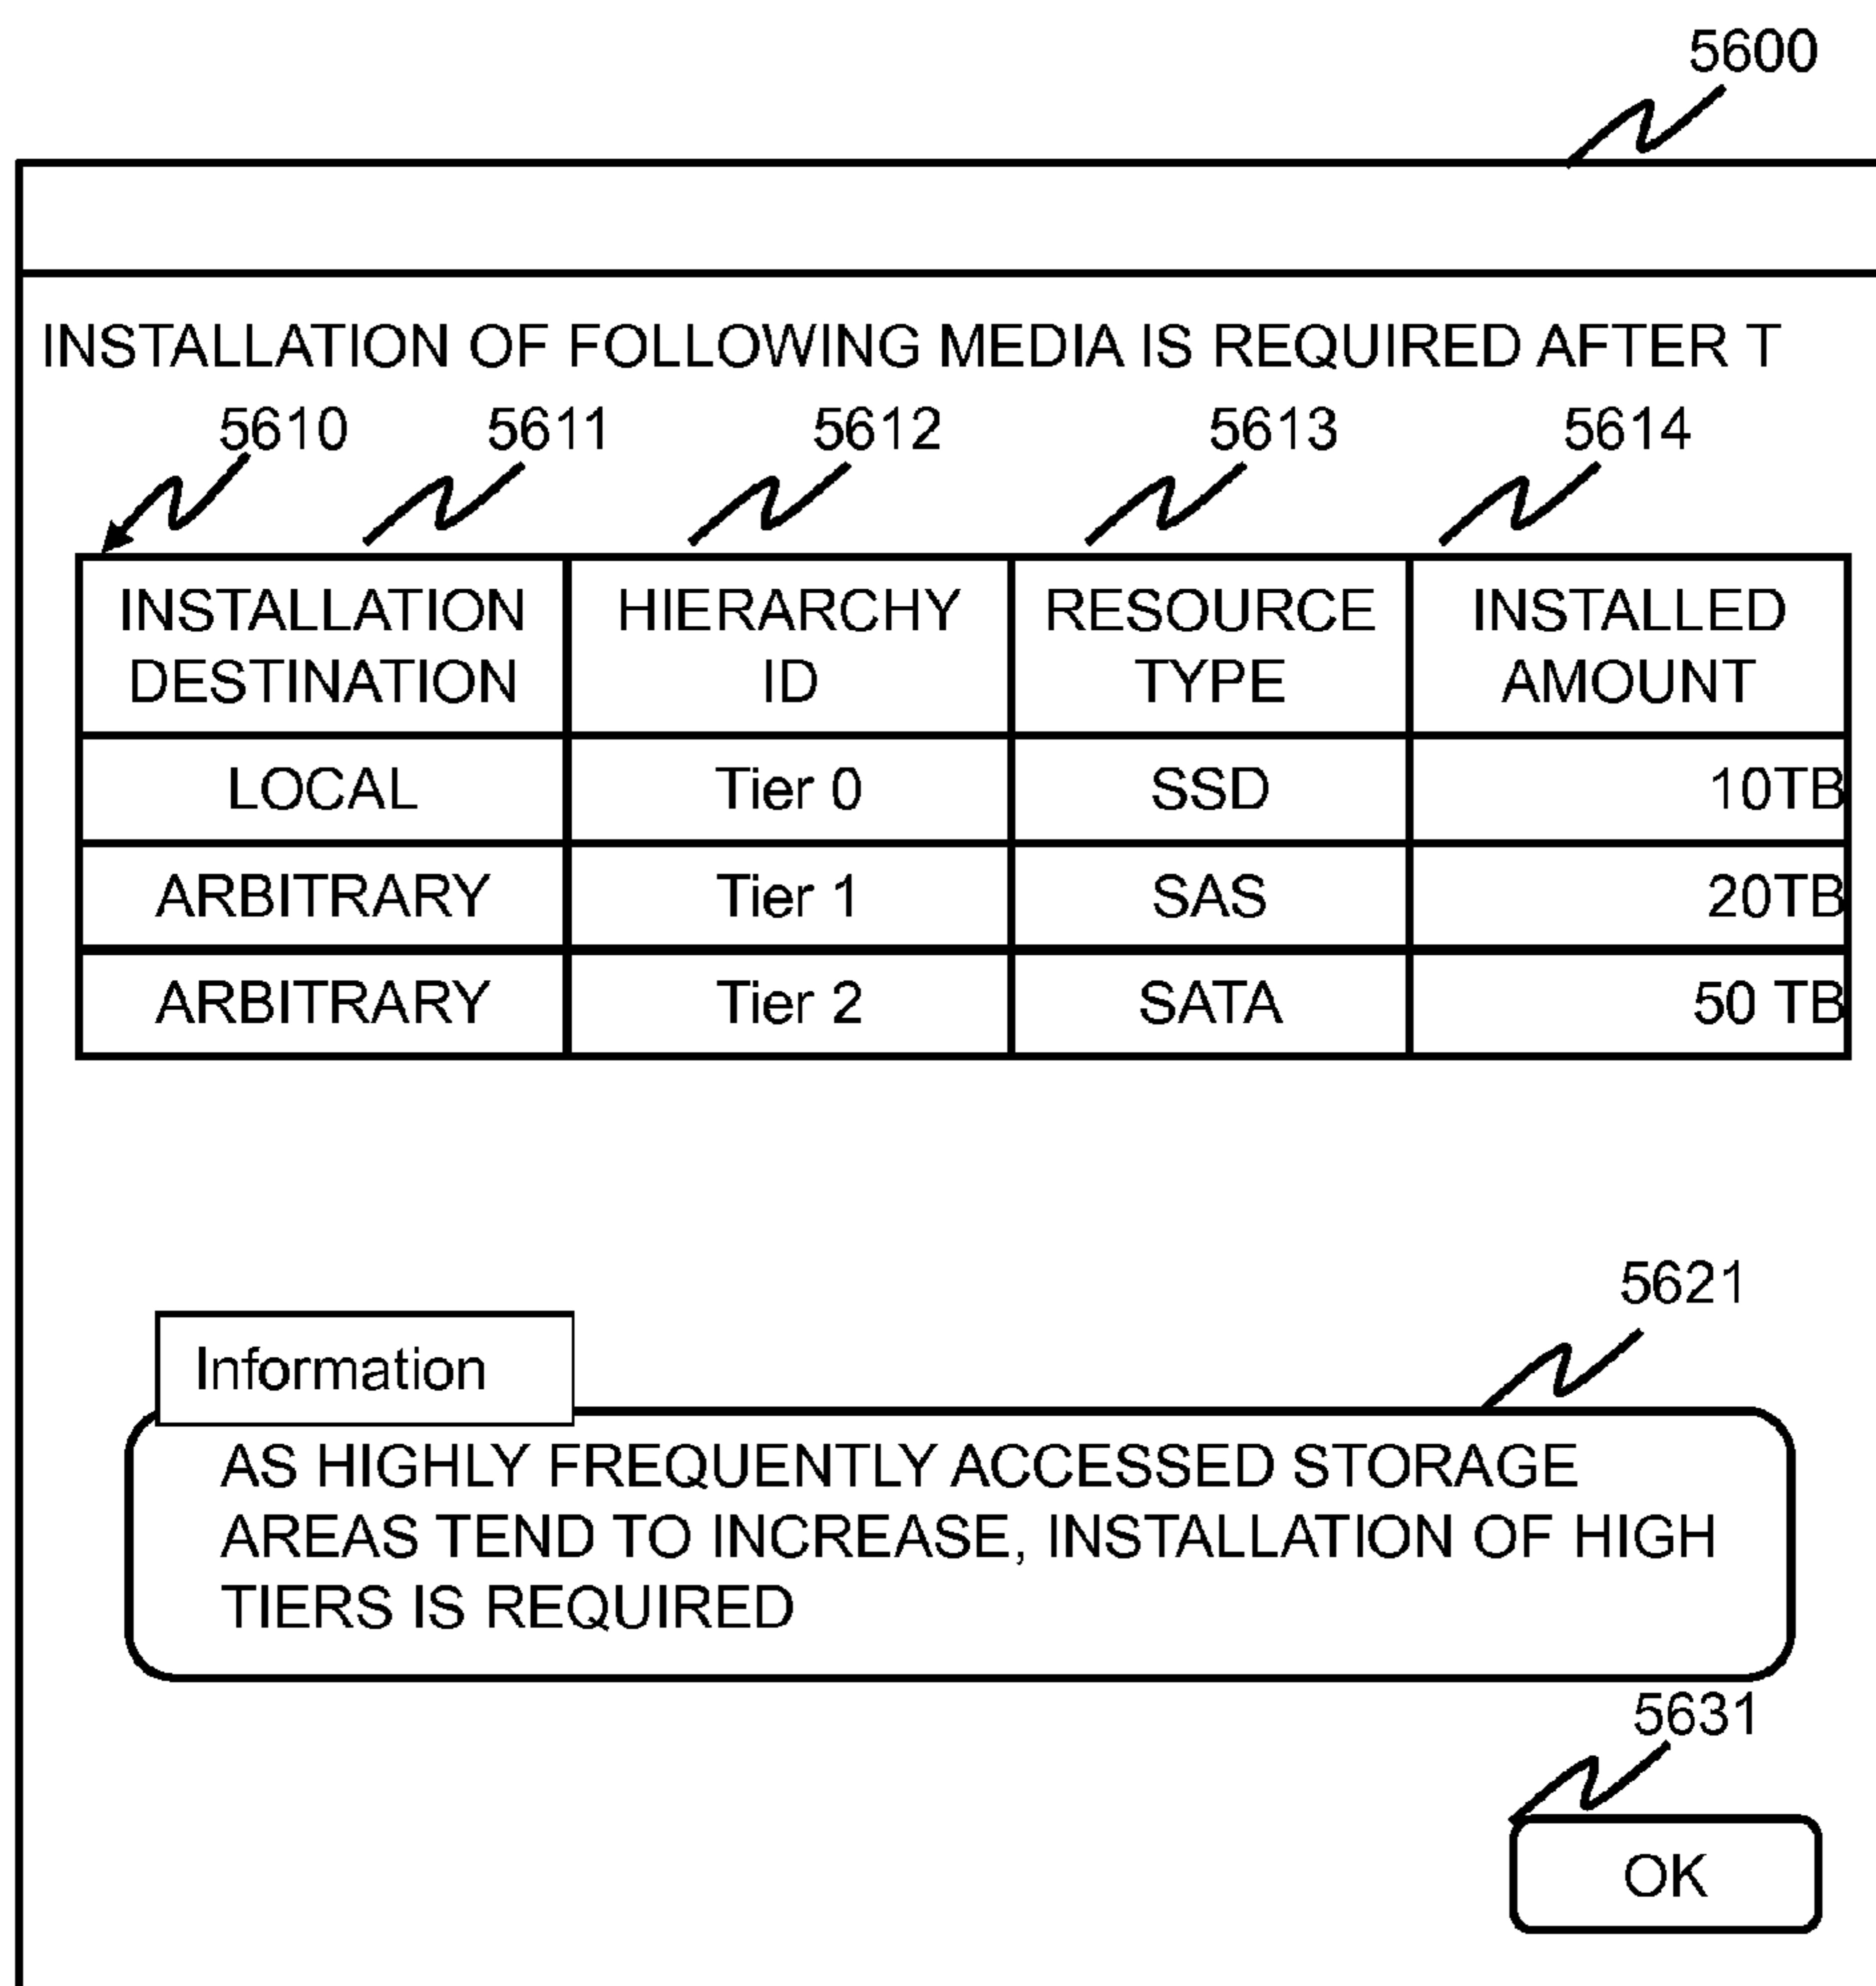 5600
INSTALLATION OF FOLLOWING MEDIA IS REQUIRED AFTER T
5610 5611 5612 5613 5614
INSTALLATION DESTINATION HIERARCHY ID RESOURCE TYPE INSTALLED AMOUNT
LOCAL Tier 0 SSD 10TB
ARBITRARY Tier 1 SAS 20TB
ARBITRARY Tier 2 SATA 50 TB
5621
Information
AS HIGHLY FREQUENTLY ACCESSED STORAGE
AREAS TEND TO INCREASE, INSTALLATION OF HIGH
TIERS IS REQUIRED
5631
OK